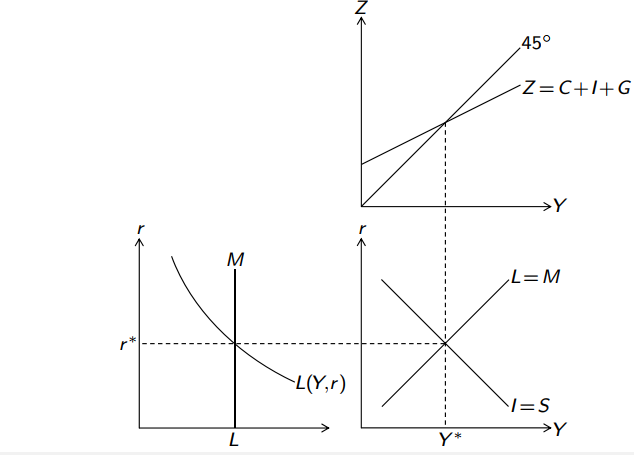 Z
45°
Z = C+I+G
Y
r
M
r*
L(Y,r)
L
r
L = M
I = S
Y*
Y